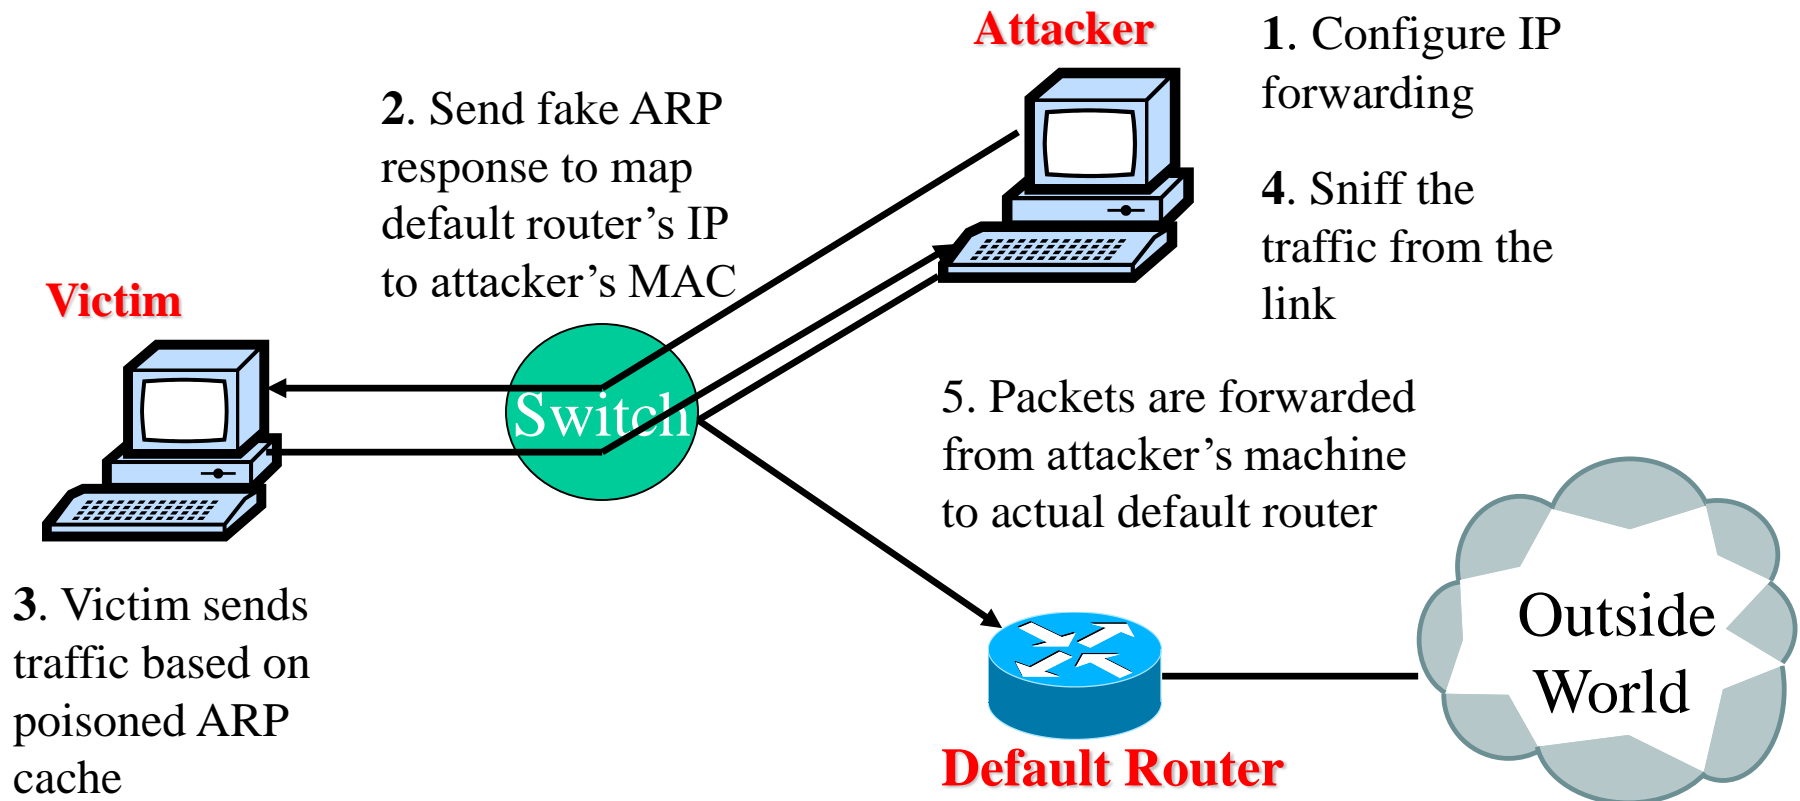 Attacker
1. Configure IP
forwarding
2. Send fake ARP
response to map
default router’s IP
to attacker’s MAC
4. Sniff the
traffic from the
link
Victim
Switch
5. Packets are forwarded
from attacker’s machine
to actual default router
3. Victim sends
traffic based on
poisoned ARP
cache
Outside
World
Default Router